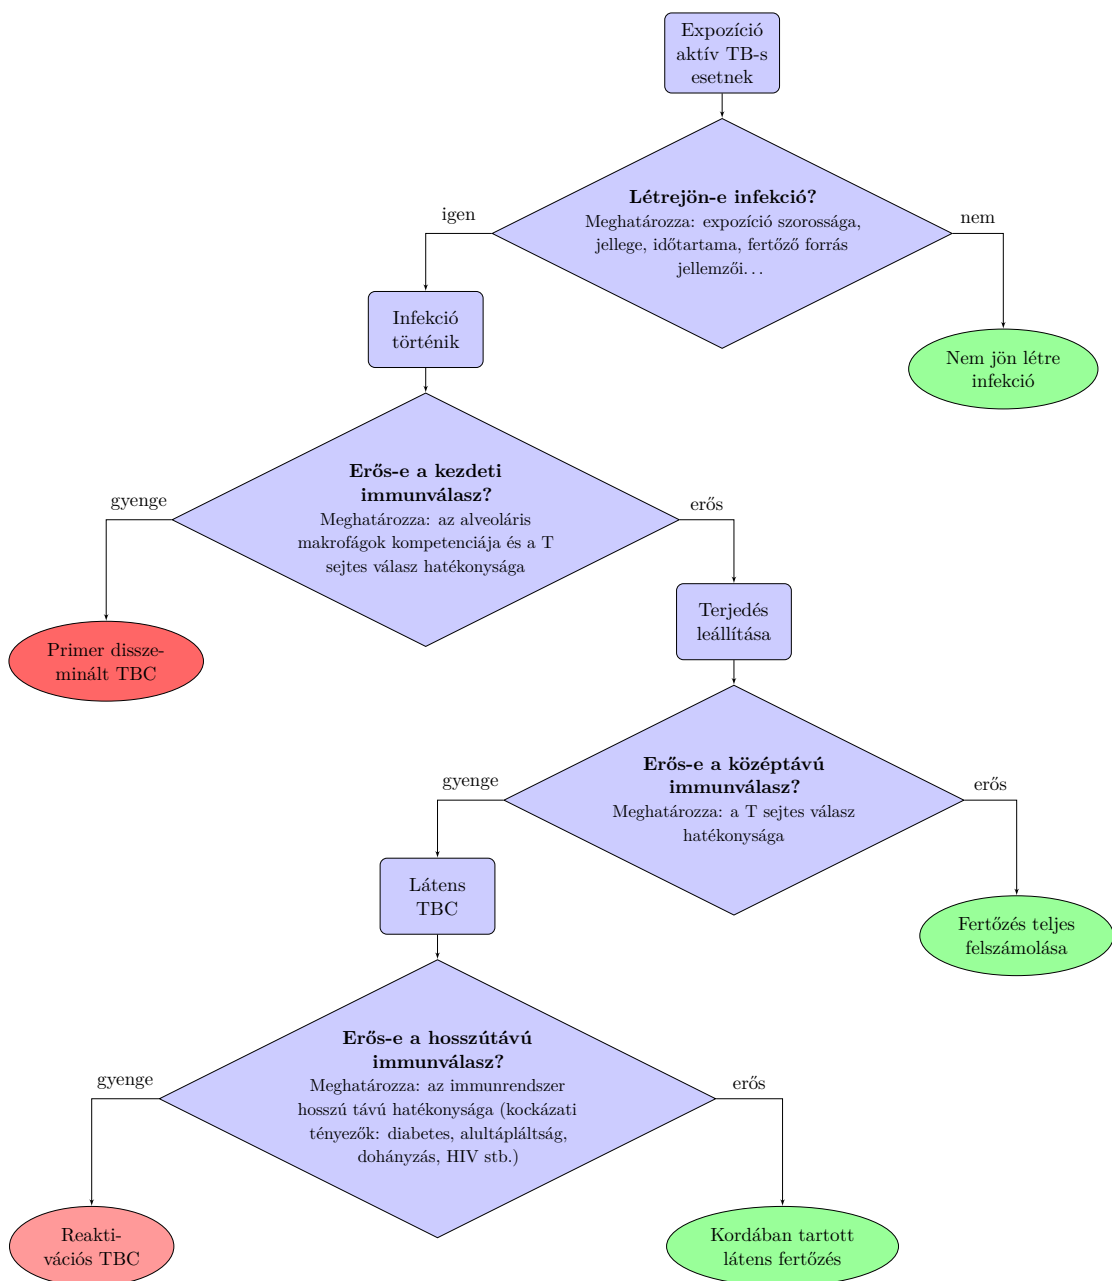 Expozíció
aktív TB-s
esetnek
Létrejön-e infekció?
Meghatározza: expozíció szorossága,
jellege, időtartama, fertőző forrás
jellemzői...
igen
nem
Infekció
történik
Nem jön létre
infekció
Erős-e a kezdeti
immunválasz?
Meghatározza: az alveoláris
makrofágok kompetenciája és a T
sejtes válasz hatékonysága
gyenge
erős
Primer dissze-
minált TBC
Terjedés
leállítása
Erős-e a középtávú
immunválasz?
Meghatározza: a T sejtes válasz
hatékonysága
gyenge
erős
Látens
TBC
Fertőzés teljes
felszámolása
Erős-e a hosszútávú
immunválasz?
Meghatározza: az immunrendszer
hosszú távú hatékonysága (kockázati
tényezők: diabetes, alultápláltság,
dohányzás, HIV stb.)
gyenge
erős
Reakti-
vációs TBC
Kordában tartott
látens fertőzés